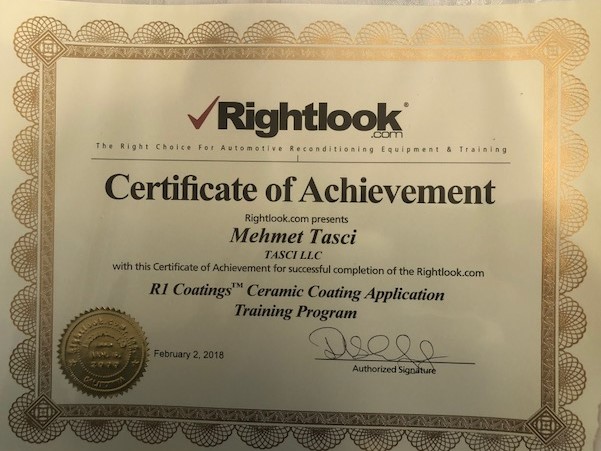 Rightlook®
.com
The Right Choice For Automotive Reconditioning Equipment & Training
Certificate of Achievement
Rightlook.com presents
Mehmet Tasci
TASCI LLC
with this Certificate of Achievement for successful completion of the Rightlook.com
R1 Coatings™ Ceramic Coating Application
Training Program
February 2, 2018
Authorized Signature